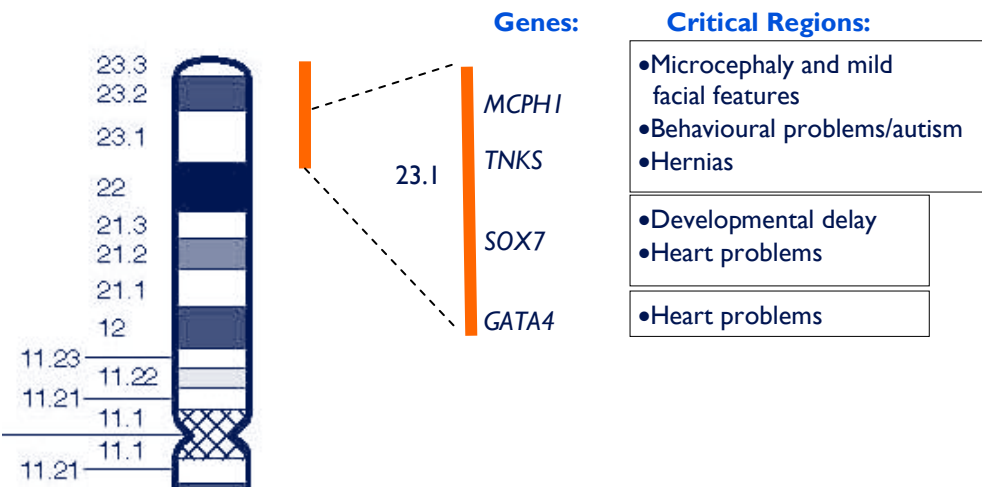 Genes:
Critical Regions:
23.3
23.2
23.1
22
21.3
21.2
21.1
12
11.23
11.22
11.21
11.1
11.1
11.21
23.1
MCPH1
TNKS
SOX7
GATA4
•Microcephaly and mild
facial features
•Behavioural problems/autism
•Hernias
•Developmental delay
•Heart problems
•Heart problems